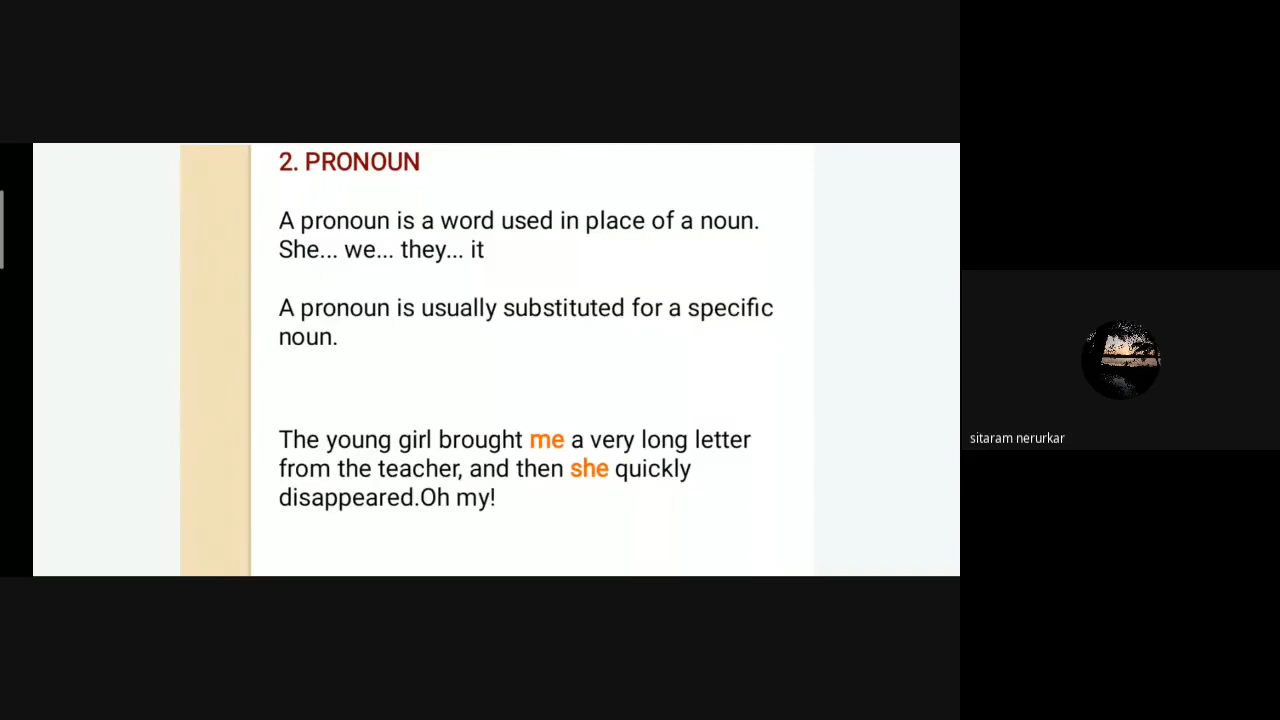 2. PRONOUN
A pronoun is a word used in place of a noun.
She... we... they... it
A pronoun is usually substituted for a specific
noun.
The young girl brought me a very long letter
from the teacher, and then she quickly
disappeared.Oh my!
sitaram nerurkar